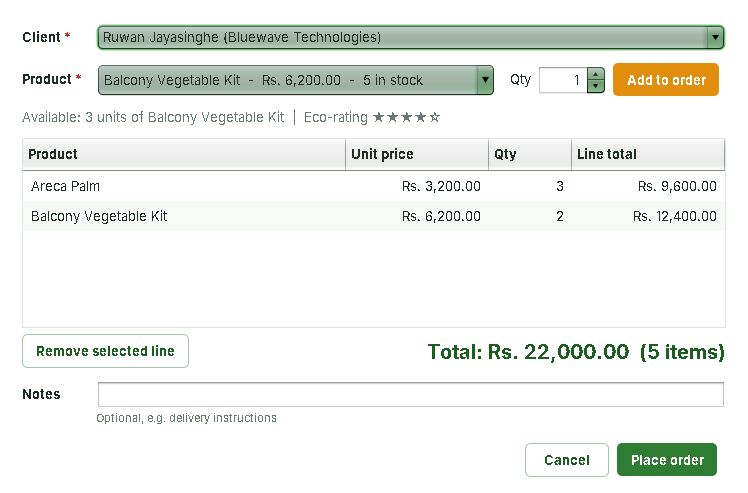 Client * Ruwan Jayasinghe (Bluewave Technologies)
Product * Balcony Vegetable Kit - Rs. 6,200.00 - 5 in stock Qty 1 Add to order
Available: 3 units of Balcony Vegetable Kit | Eco-rating ★★★★☆
Product Unit price Qty Line total
Areca Palm Rs. 3,200.00 3 Rs. 9,600.00
Balcony Vegetable Kit Rs. 6,200.00 2 Rs. 12,400.00
Remove selected line Total: Rs. 22,000.00 (5 items)
Notes
Optional, e.g. delivery instructions
Cancel Place order